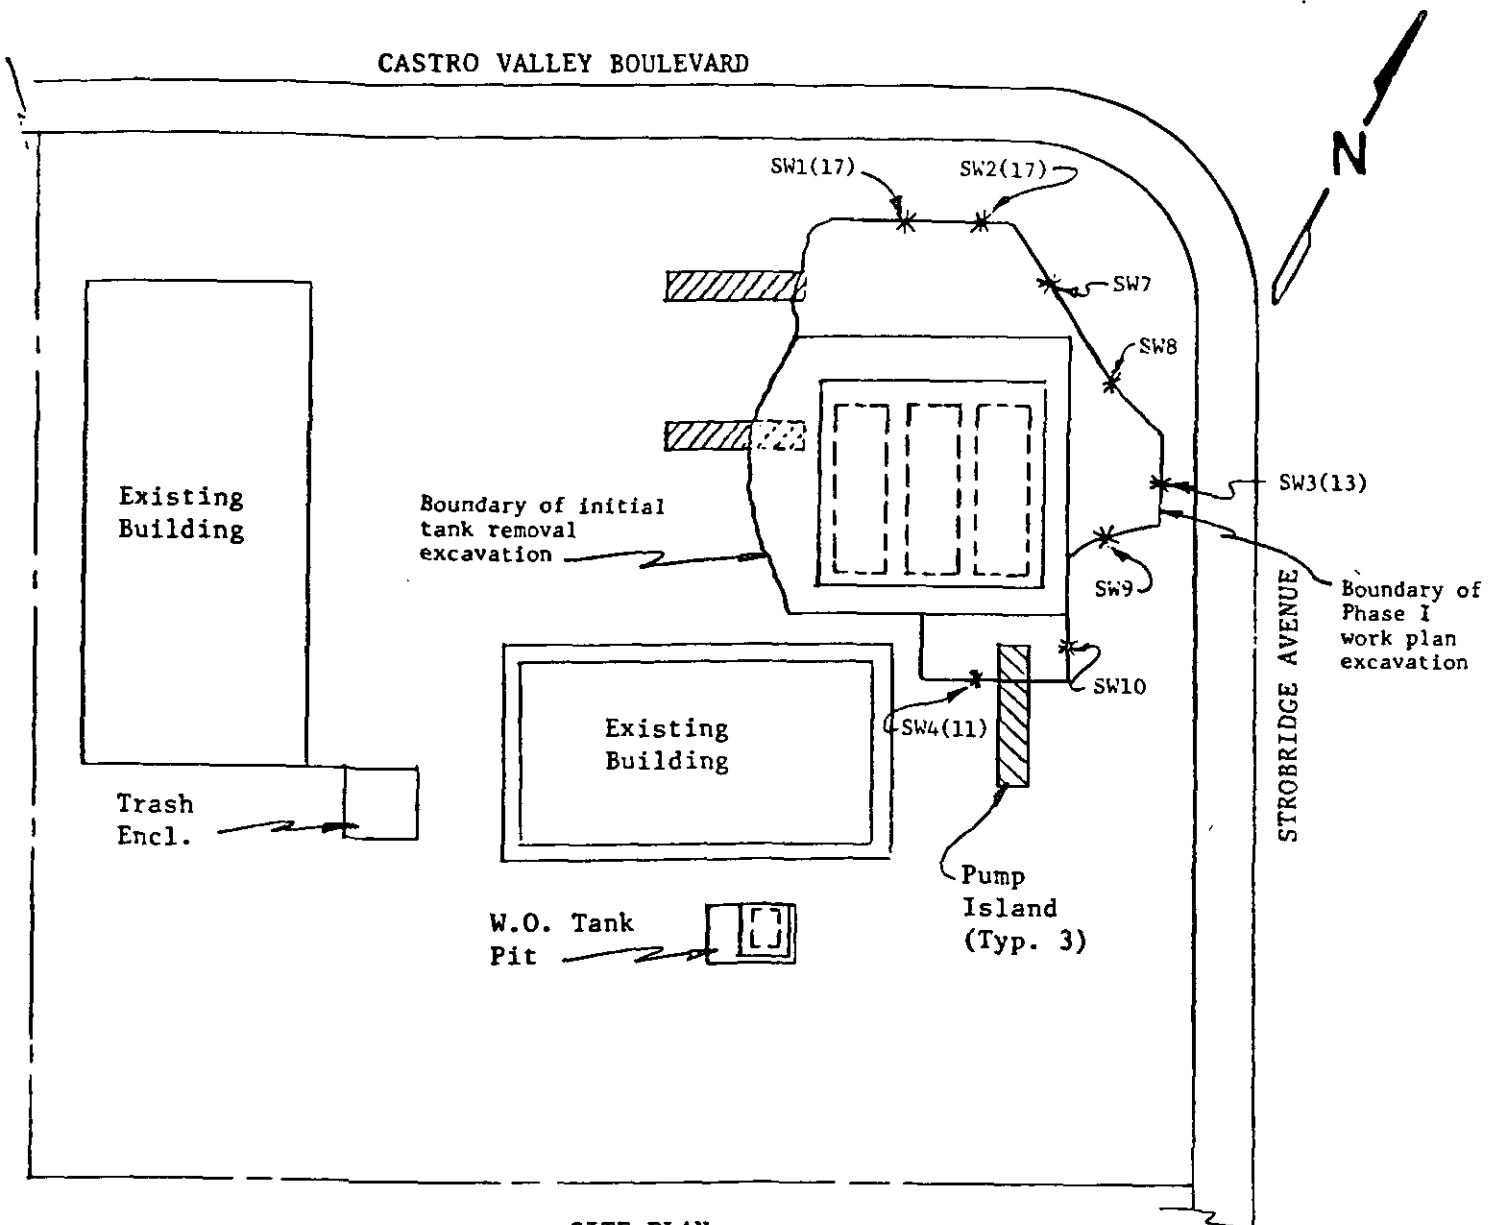 CASTRO VALLEY BOULEVARD
N
SW1(17)
SW2(17)
SW7
SW8
SW3(13)
SW9
SW10
SW4(11)
Existing
Building
Boundary of initial
tank removal
excavation
Boundary of
Phase I
work plan
excavation
STROBRIDGE AVENUE
Existing
Building
Trash
Encl.
W.O. Tank
Pit
Pump
Island
(Typ. 3)
SITE PLAN